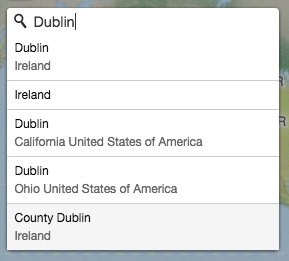 Dublin
Dublin
Ireland
Ireland
Dublin
California United States of America
Dublin
Ohio United States of America
County Dublin
Ireland
R
R